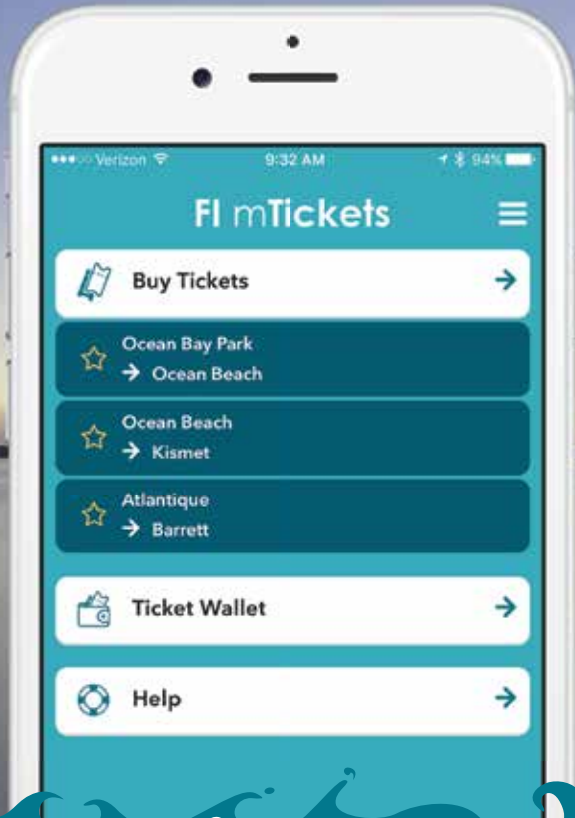 Verizon 9:32 AM 94%
FI mTickets
Buy Tickets
Ocean Bay Park
→ Ocean Beach
Ocean Beach
→ Kismet
Atlantique
→ Barrett
Ticket Wallet
Help